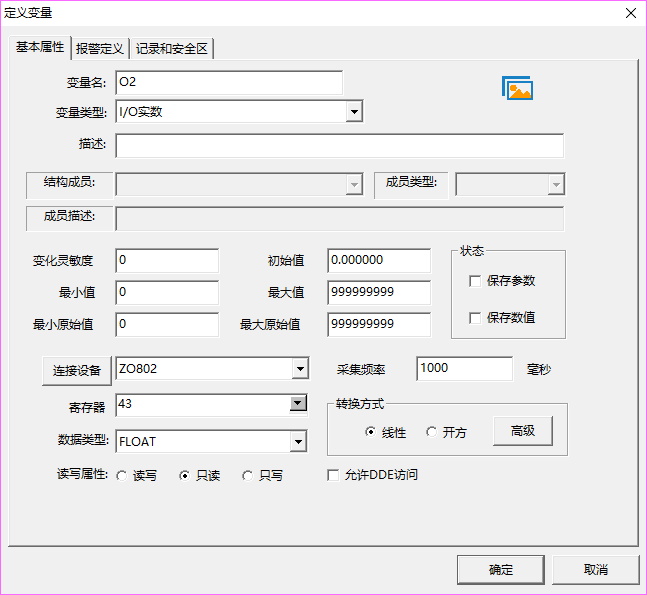 定义变量
基本属性 报警定义 记录和安全区
变量名: O2
变量类型: I/O实数
描述:
结构成员: 成员类型:
成员描述:
变化灵敏度 0 初始值 0.000000 状态
最小值 0 最大值 999999999 保存参数
最小原始值 0 最大原始值 999999999 保存数值
连接设备 ZO802 采集频率 1000 毫秒
寄存器 43 转换方式
数据类型: FLOAT 线性 开方 高级
读写属性: 读写 只读 只写 允许DDE访问
确定 取消